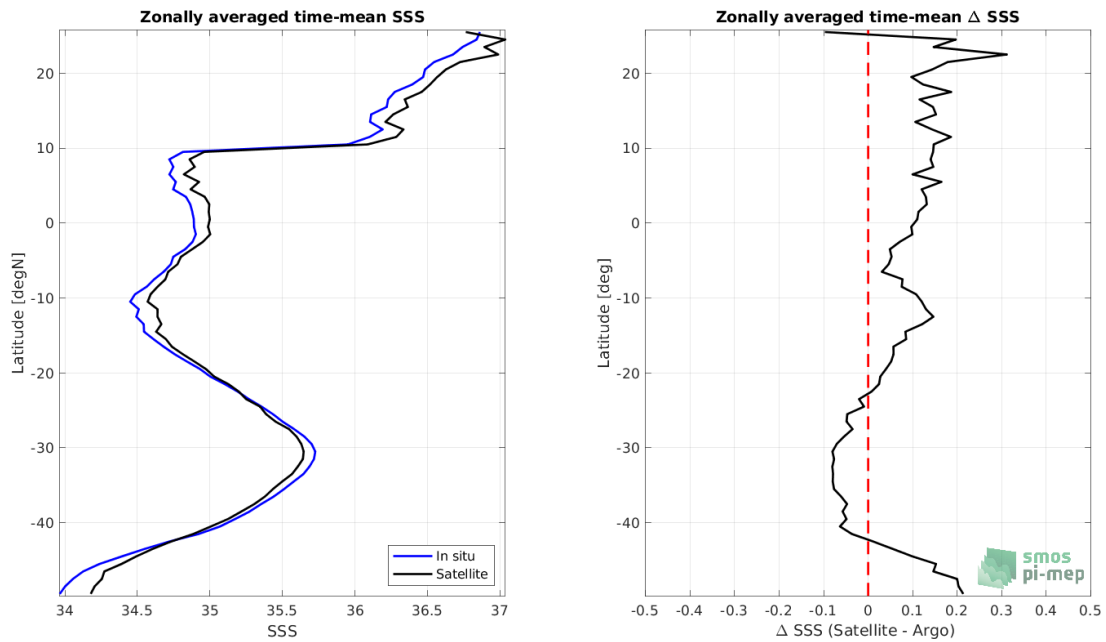 Zonally averaged time-mean SSS
Latitude [degN]
20
10
0
-10
-20
-30
-40
In situ
Satellite
34 34.5 35 35.5 36 36.5 37
SSS
Zonally averaged time-mean Δ SSS
Latitude [deg]
20
10
0
-10
-20
-30
-40
smos
pi-mep
-0.5 -0.4 -0.3 -0.2 -0.1 0 0.1 0.2 0.3 0.4 0.5
Δ SSS (Satellite - Argo)